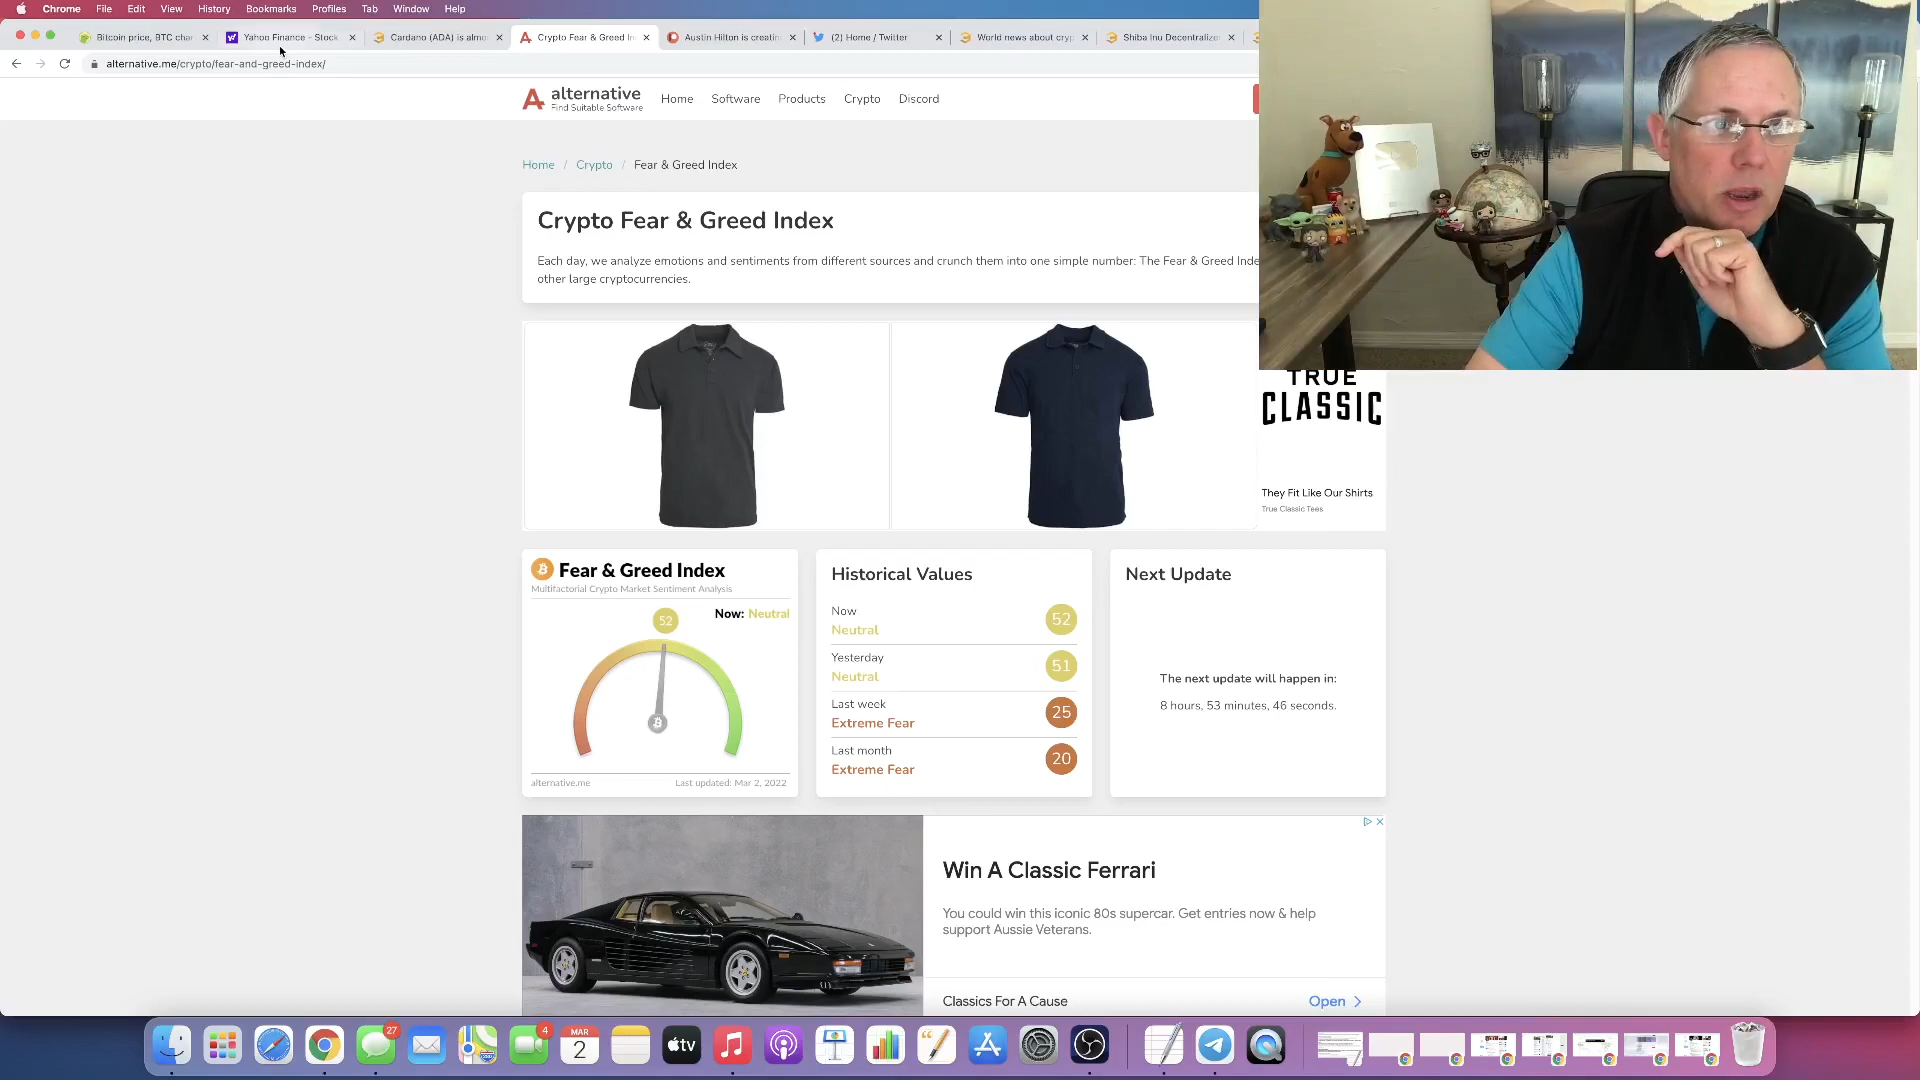 Chrome File Edit View History Bookmarks Profiles Tab Window Help
Bitcoin price, BTC char
Yahoo Finance - Stock
Cardano (ADA) is almo
Crypto Fear & Greed In
Austin Hilton is creatin
(2) Home / Twitter
World news about cryp
Shiba Inu Decentralize
alternative.me/crypto/fear-and-greed-index/
alternative
Find Suitable Software
Home Software Products Crypto Discord
Home / Crypto / Fear & Greed Index
Crypto Fear & Greed Index
Each day, we analyze emotions and sentiments from different sources and crunch them into one simple number: The Fear & Greed Inde
other large cryptocurrencies.
TRUE
CLASSIC
They Fit Like Our Shirts
True Classic Tees
Fear & Greed Index
Multifactorial Crypto Market Sentiment Analysis
Now: Neutral
52
alternative.me
Last updated: Mar 2, 2022
Historical Values
Now
Neutral
52
Yesterday
Neutral
51
Last week
Extreme Fear
25
Last month
Extreme Fear
20
Next Update
The next update will happen in:
8 hours, 53 minutes, 46 seconds.
Win A Classic Ferrari
You could win this iconic 80s supercar. Get entries now & help
support Aussie Veterans.
Classics For A Cause
Open
27
4
MAR
2
tv